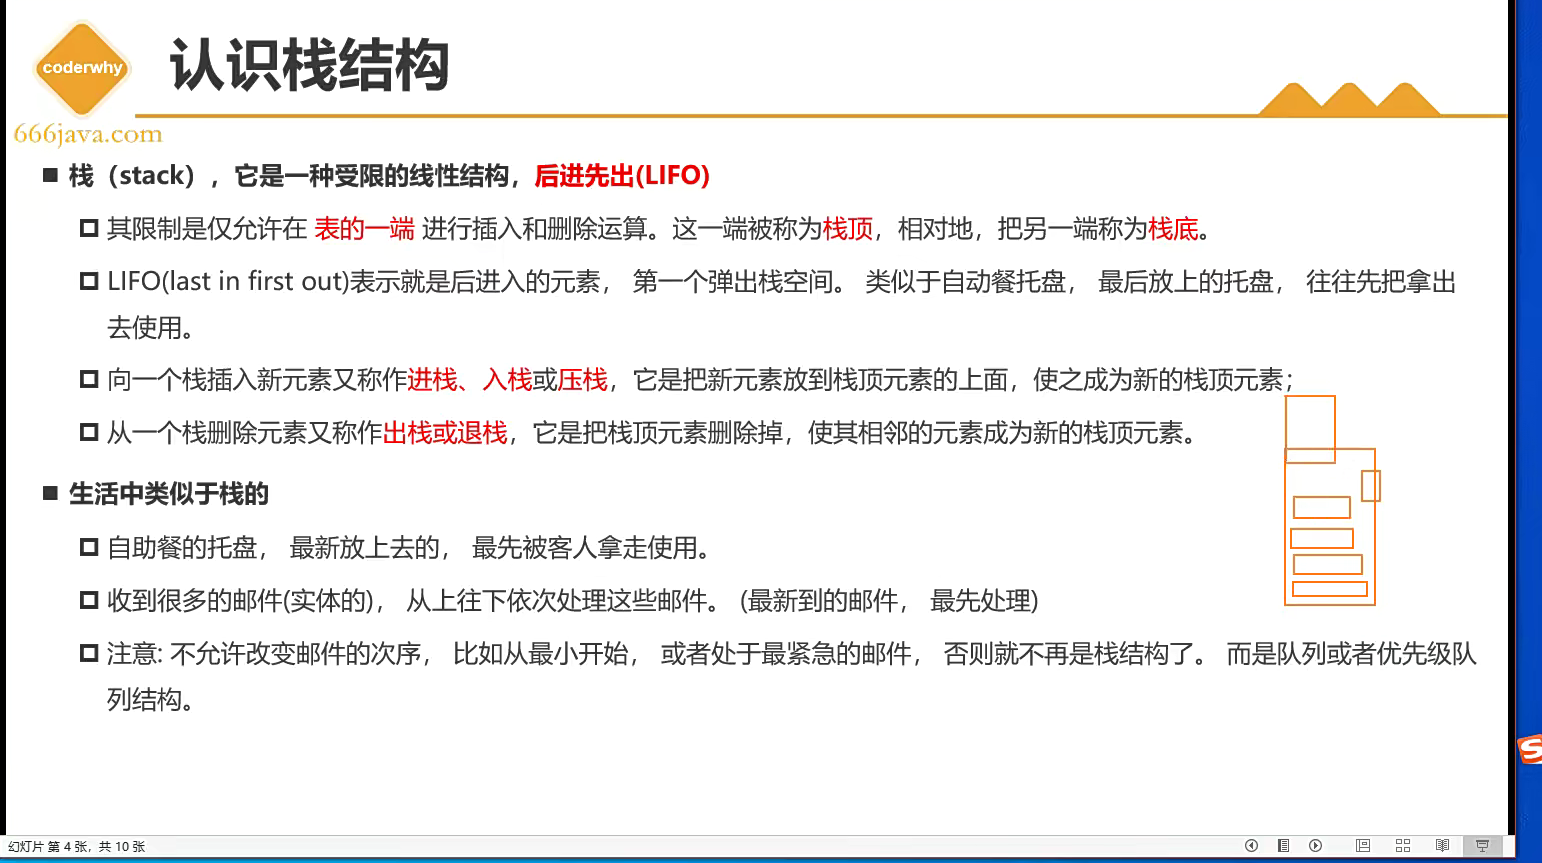 coderwhy
认识栈结构
666java.com
栈（stack），它是一种受限的线性结构，后进先出(LIFO)
其限制是仅允许在 表的一端 进行插入和删除运算。这一端被称为栈顶，相对地，把另一端称为栈底。
LIFO(last in first out)表示就是后进入的元素， 第一个弹出栈空间。 类似于自动餐托盘， 最后放上的托盘， 往往先把拿出
去使用。
向一个栈插入新元素又称作进栈、入栈或压栈，它是把新元素放到栈顶元素的上面，使之成为新的栈顶元素；
从一个栈删除元素又称作出栈或退栈，它是把栈顶元素删除掉，使其相邻的元素成为新的栈顶元素。
生活中类似于栈的
自助餐的托盘， 最新放上去的， 最先被客人拿走使用。
收到很多的邮件(实体的)， 从上往下依次处理这些邮件。 (最新到的邮件， 最先处理)
注意: 不允许改变邮件的次序， 比如从最小开始， 或者处于最紧急的邮件， 否则就不再是栈结构了。 而是队列或者优先级队
列结构。
幻灯片 第 4 张，共 10 张